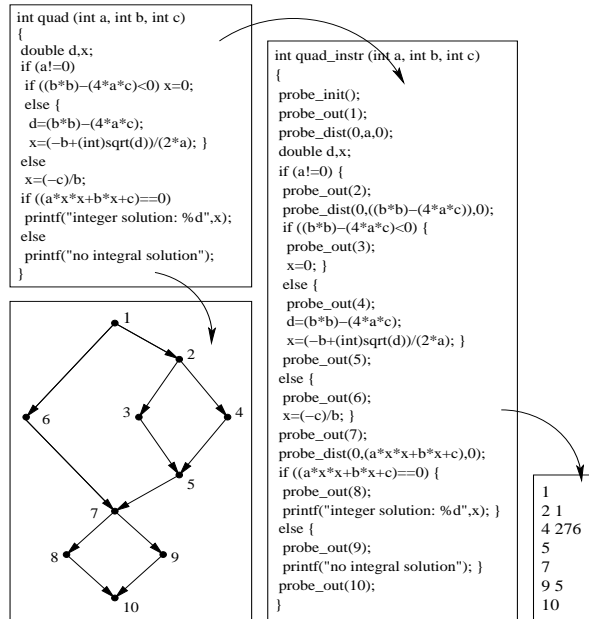 int quad (int a, int b, int c)
{
double d,x;
if (a!=0)
if ((b*b)−(4*a*c)<0) x=0;
else {
d=(b*b)−(4*a*c);
x=(−b+(int)sqrt(d))/(2*a); }
else
x=(−c)/b;
if ((a*x*x+b*x+c)==0)
printf("integer solution: %d",x);
else
printf("no integral solution");
}
1
2
3
4
6
5
7
8
9
10
int quad_instr (int a, int b, int c)
{
probe_init();
probe_out(1);
probe_dist(0,a,0);
double d,x;
if (a!=0) {
probe_out(2);
probe_dist(0,((b*b)−(4*a*c)),0);
if ((b*b)−(4*a*c)<0) {
probe_out(3);
x=0; }
else {
probe_out(4);
d=(b*b)−(4*a*c);
x=(−b+(int)sqrt(d))/(2*a); }
probe_out(5);
else {
probe_out(6);
x=(−c)/b; }
probe_out(7);
probe_dist(0,(a*x*x+b*x+c),0);
if ((a*x*x+b*x+c)==0) {
probe_out(8);
printf("integer solution: %d",x); }
else {
probe_out(9);
printf("no integral solution"); }
probe_out(10);
}
1
2 1
4 276
5
7
9 5
10